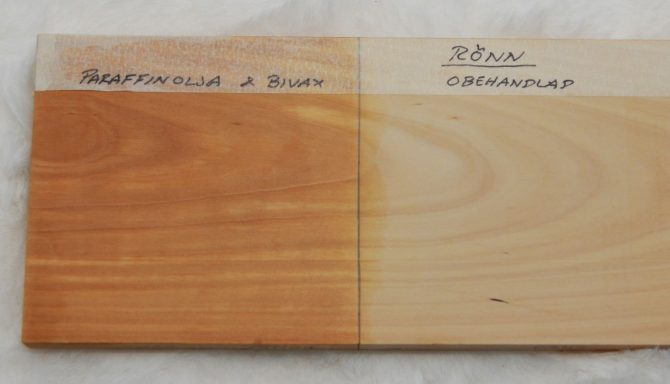 PARAFFINOLJA & BIVAX
RÖNN
OBEHANDLAD